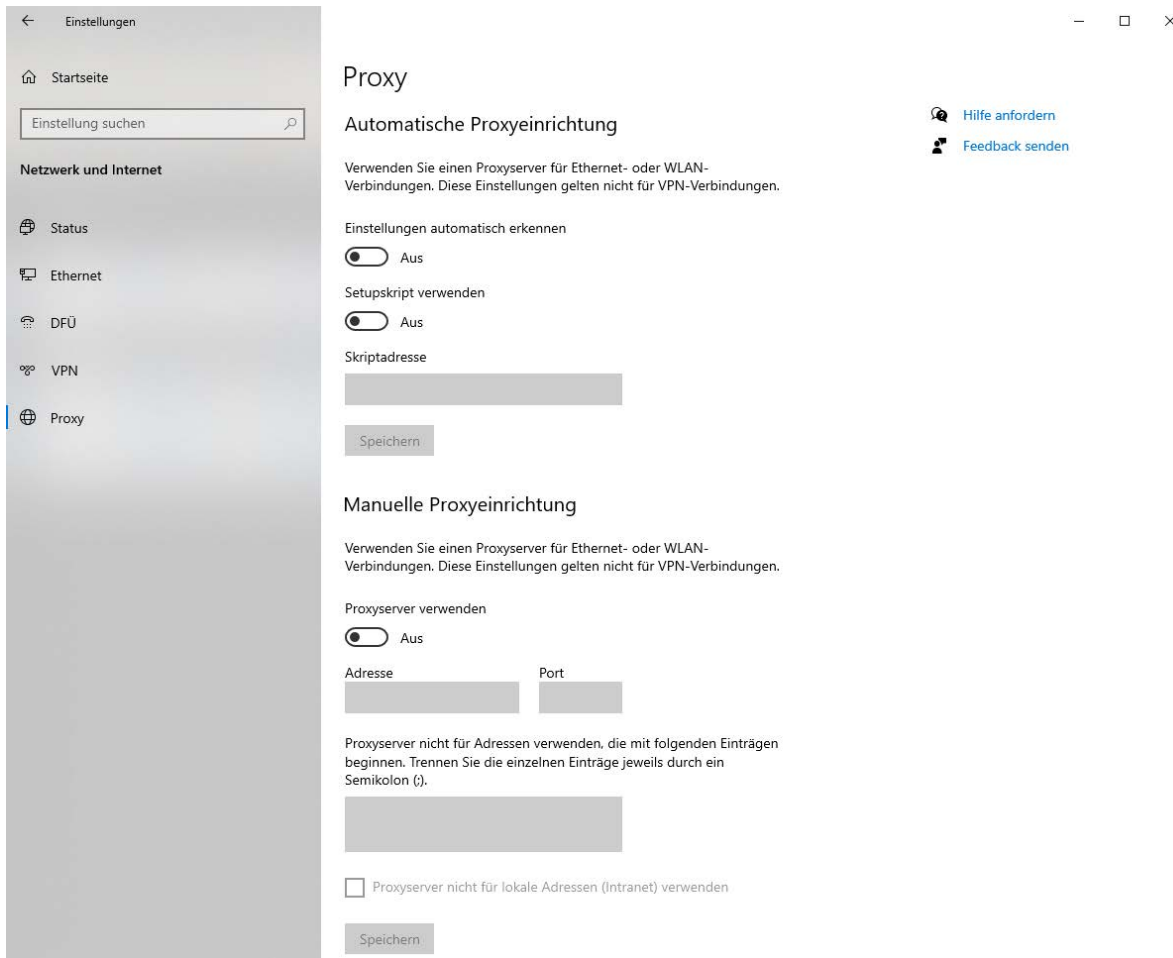 Einstellungen
Startseite
Einstellung suchen
Netzwerk und Internet
Status
Ethernet
DFÜ
VPN
Proxy
Proxy
Automatische Proxyeinrichtung
Verwenden Sie einen Proxyserver für Ethernet- oder WLAN-
Verbindungen. Diese Einstellungen gelten nicht für VPN-Verbindungen.
Einstellungen automatisch erkennen
Aus
Setupskript verwenden
Aus
Skriptadresse
Speichern
Manuelle Proxyeinrichtung
Verwenden Sie einen Proxyserver für Ethernet- oder WLAN-
Verbindungen. Diese Einstellungen gelten nicht für VPN-Verbindungen.
Proxyserver verwenden
Aus
Adresse Port
Proxyserver nicht für Adressen verwenden, die mit folgenden Einträgen
beginnen. Trennen Sie die einzelnen Einträge jeweils durch ein
Semikolon (;).
Proxyserver nicht für lokale Adressen (Intranet) verwenden
Speichern
Hilfe anfordern
Feedback senden